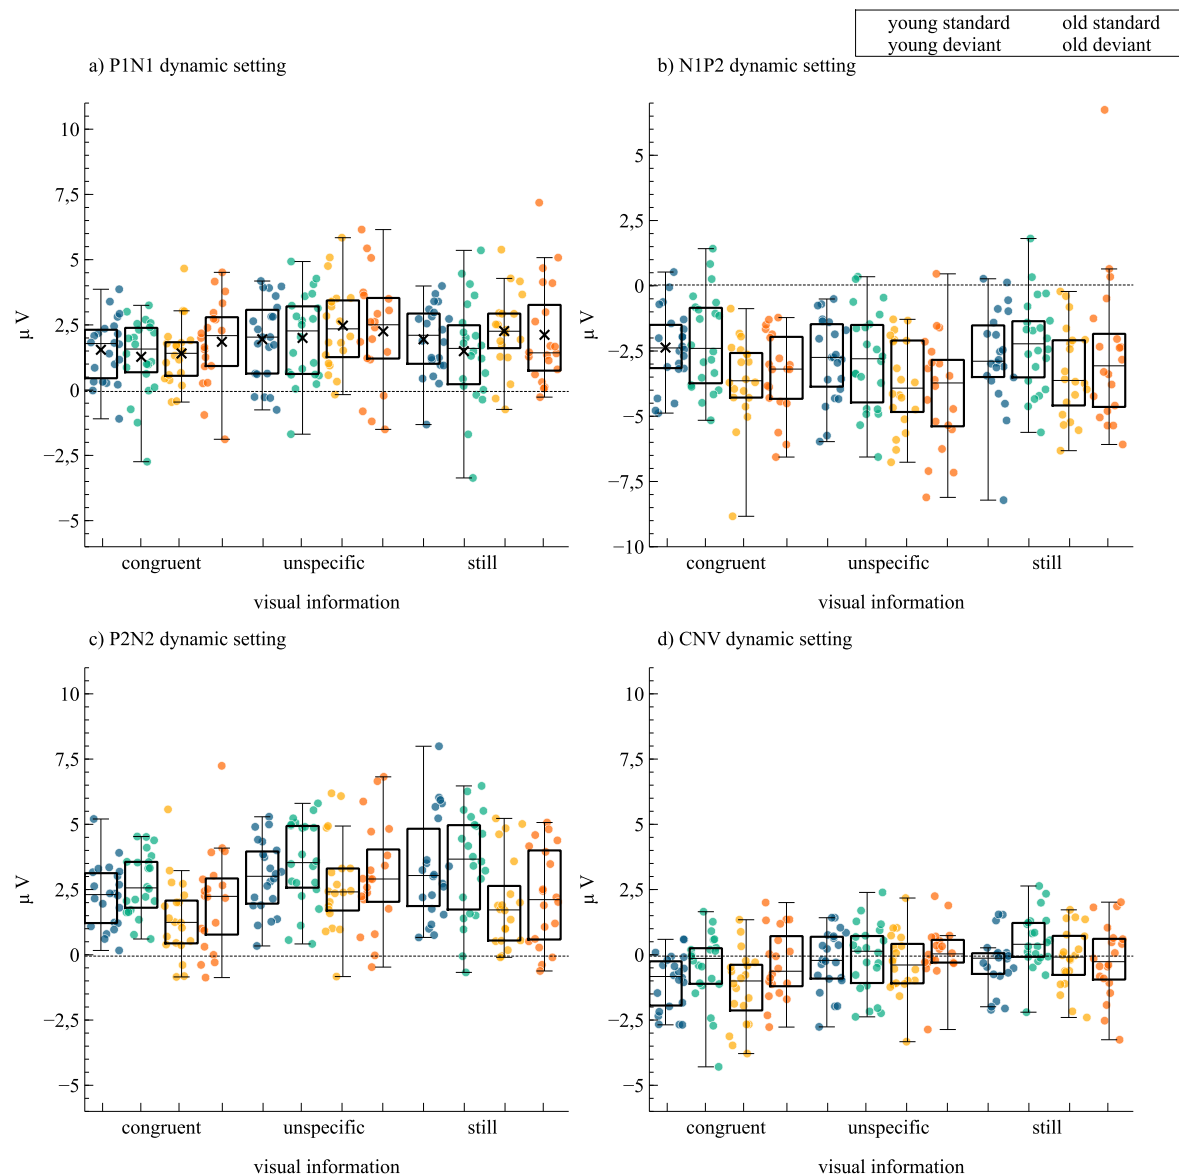 young standard old standard
young deviant old deviant
a) P1N1 dynamic setting
b) N1P2 dynamic setting
10
7,5
5
2,5
0
−2,5
−5
μ V
congruent unspecific still
visual information
5
2,5
0
−2,5
−5
−7,5
−10
μ V
congruent unspecific still
visual information
c) P2N2 dynamic setting
d) CNV dynamic setting
10
7,5
5
2,5
0
−2,5
−5
μ V
congruent unspecific still
visual information
10
7,5
5
2,5
0
−2,5
−5
μ V
congruent unspecific still
visual information